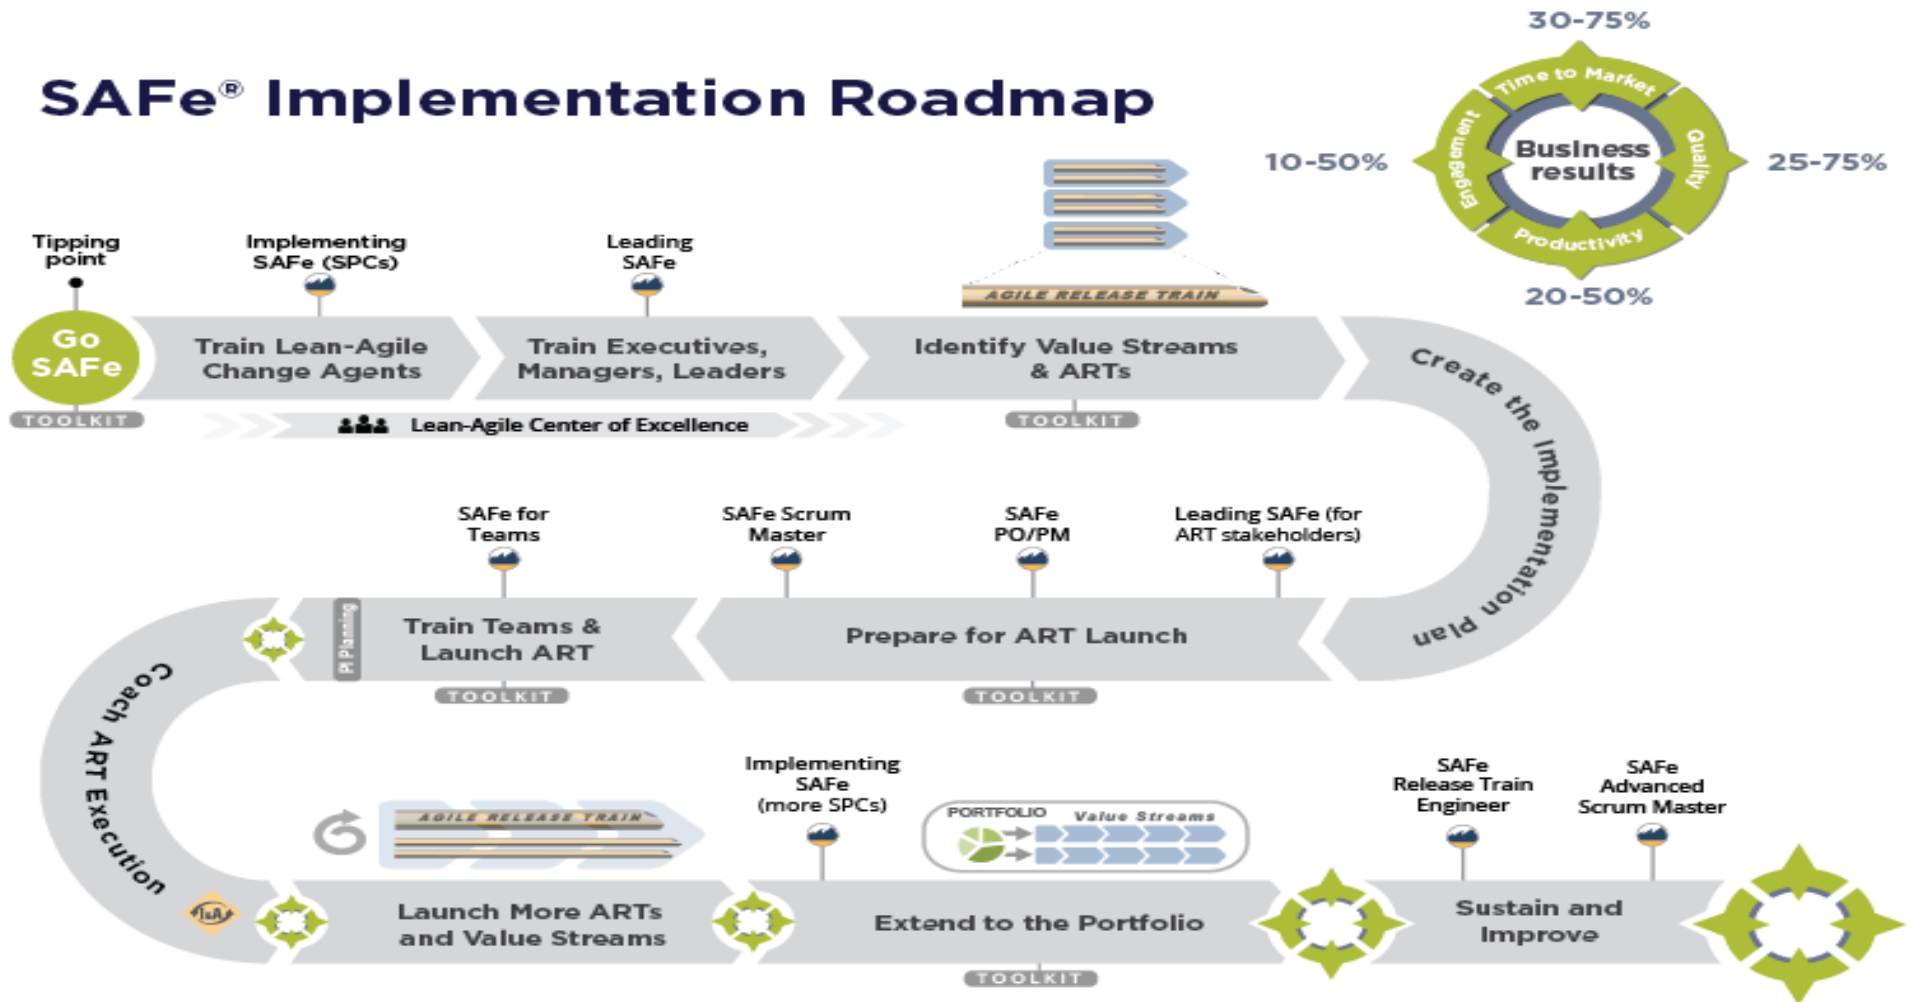 SAFe® Implementation Roadmap
30-75%
Time to Market
Engagement
Quality
Business
results
10-50%
25-75%
Productivity
20-50%
Tipping
point
Implementing
SAFe (SPCs)
Leading
SAFe
AGILE RELEASE TRAIN
Go
SAFe
Train Lean-Agile
Change Agents
Train Executives,
Managers, Leaders
Identify Value Streams
& ARTs
TOOLKIT
Lean-Agile Center of Excellence
TOOLKIT
Create the Implementation Plan
SAFe for
Teams
SAFe Scrum
Master
SAFe
PO/PM
Leading SAFe (for
ART stakeholders)
PI Planning
Train Teams &
Launch ART
Prepare for ART Launch
TOOLKIT
TOOLKIT
Coach ART Execution
I&A
Implementing
SAFe
(more SPCs)
SAFe
Release Train
Engineer
SAFe
Advanced
Scrum Master
AGILE RELEASE TRAIN
PORTFOLIO
Value Streams
Launch More ARTs
and Value Streams
Extend to the Portfolio
Sustain and
Improve
TOOLKIT